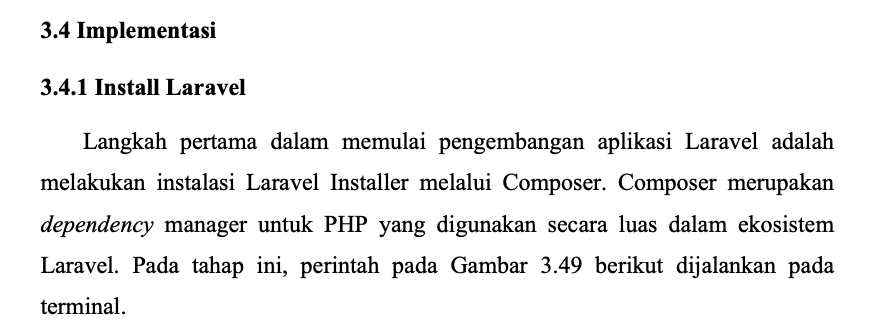 3.4 Implementasi
3.4.1 Install Laravel
Langkah pertama dalam memulai pengembangan aplikasi Laravel adalah
melakukan instalasi Laravel Installer melalui Composer. Composer merupakan
dependency manager untuk PHP yang digunakan secara luas dalam ekosistem
Laravel. Pada tahap ini, perintah pada Gambar 3.49 berikut dijalankan pada
terminal.